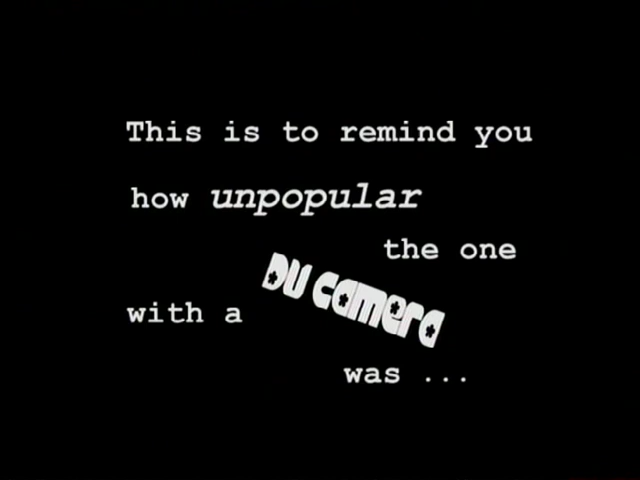 This is to remind you
how unpopular
the one
with a DV camera
was ...